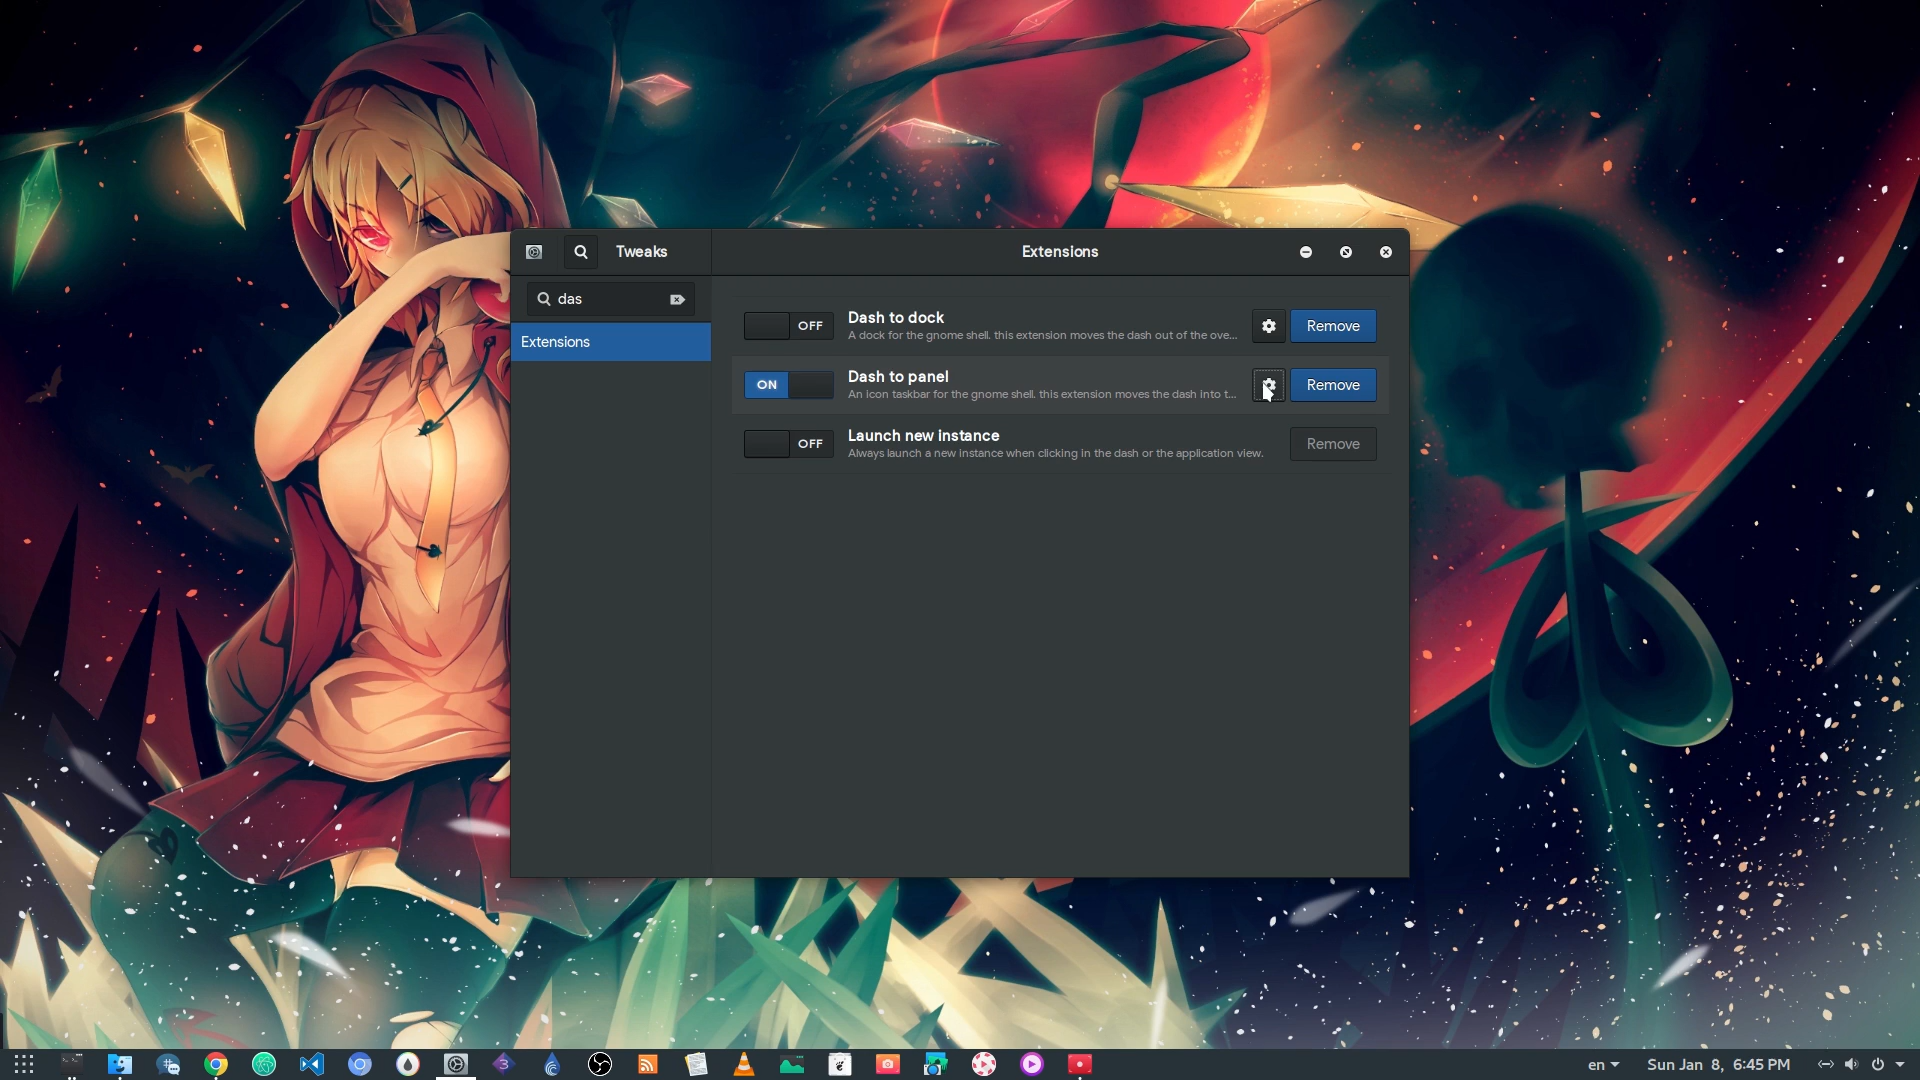 Tweaks
Extensions
das
Extensions
OFF
Dash to dock
A dock for the gnome shell. this extension moves the dash out of the ove...
Remove
ON
Dash to panel
An icon taskbar for the gnome shell. this extension moves the dash into t...
Remove
OFF
Launch new instance
Always launch a new instance when clicking in the dash or the application view.
Remove
3
en
Sun Jan 8, 6:45 PM